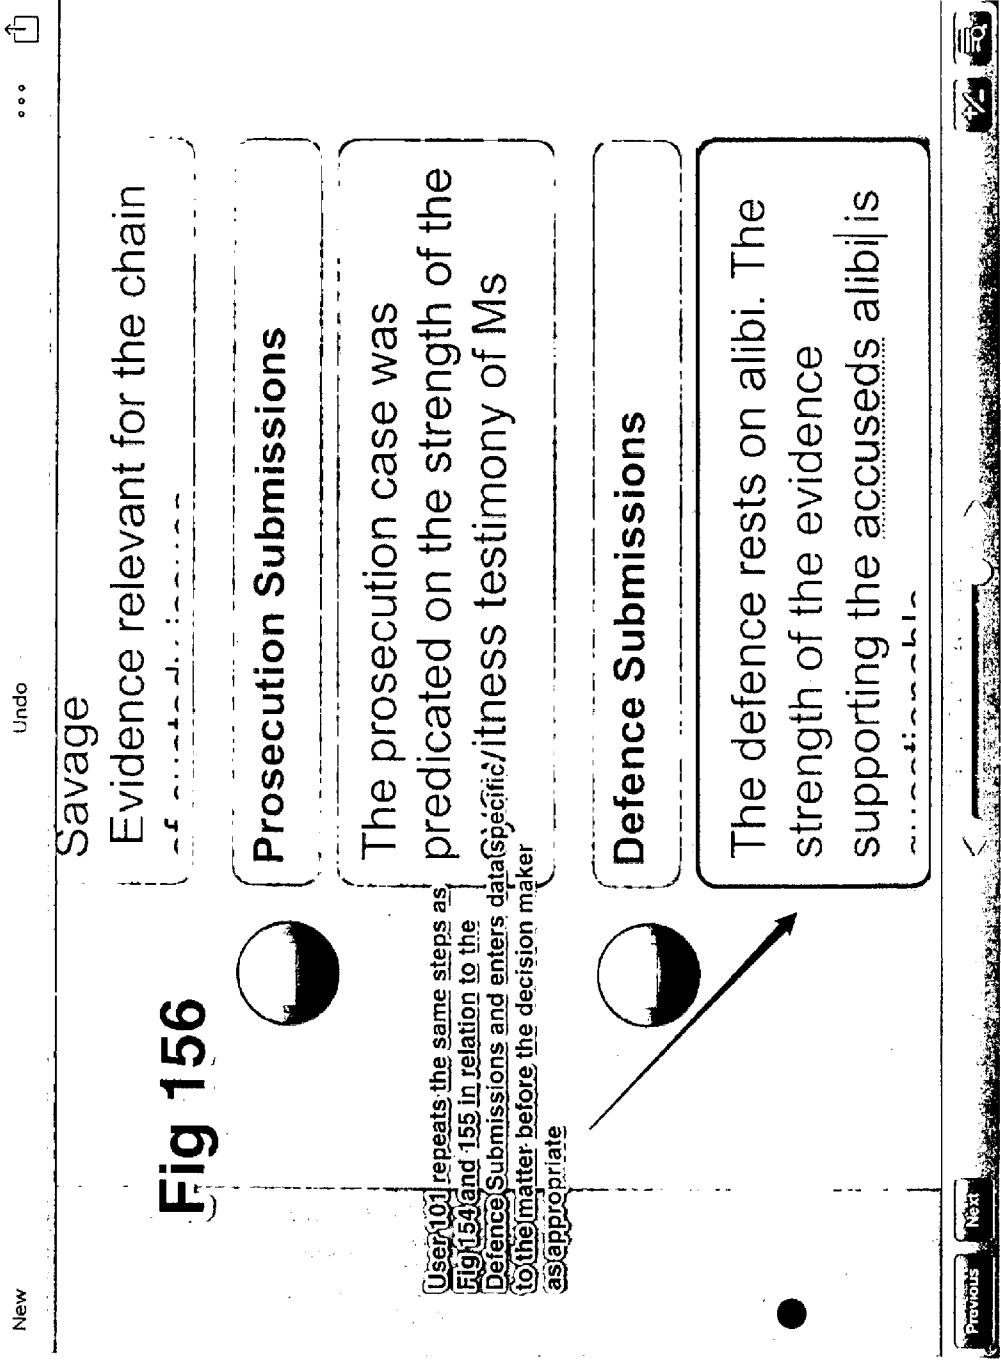 New
Undo
...
Fig 156
Savage
Evidence relevant for the chain
Prosecution Submissions
The prosecution case was
predicated on the strength of the
itness testimony of Ms
User 101 repeats the same steps as
Fig 154 and 155 in relation to the
Defence Submissions and enters data specific
to the matter before the decision maker
as appropriate
Defence Submissions
The defence rests on alibi. The
strength of the evidence
supporting the accuseds alibi is
Previous
Next
+/-